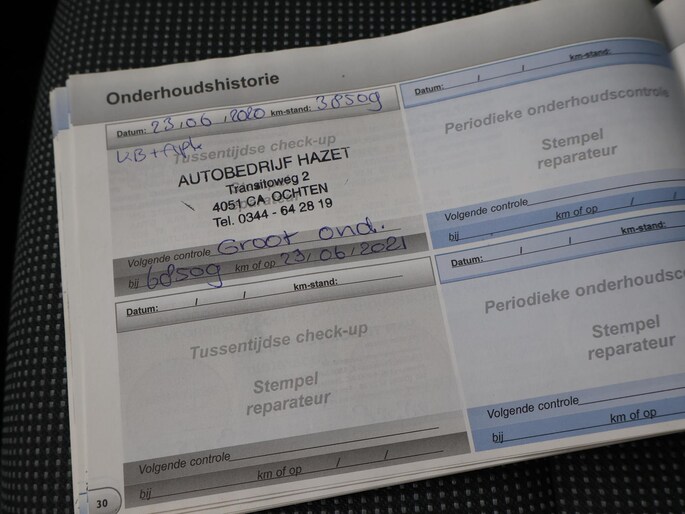 Onderhoudshistorie
Datum: 23 / 06 / 2020 km-stand: 38509
KB + Apk
Tussentijdse check-up
AUTOBEDRIJF HAZET
Transitoweg 2
4051 CA OCHTEN
Tel. 0344 - 64 28 19
Volgende controle Groot ond.
bij 68509 km of op 23 / 06 / 2021
Datum: / / km-stand:
Periodieke onderhoudscontrole
Stempel
reparateur
Volgende controle
bij km of op / /
Datum: / / km-stand:
Tussentijdse check-up
Stempel
reparateur
Volgende controle
bij km of op / /
Datum: / / km-stand:
Periodieke onderhoudsco
Stempel
reparateur
Volgende controle
bij km of op /
30